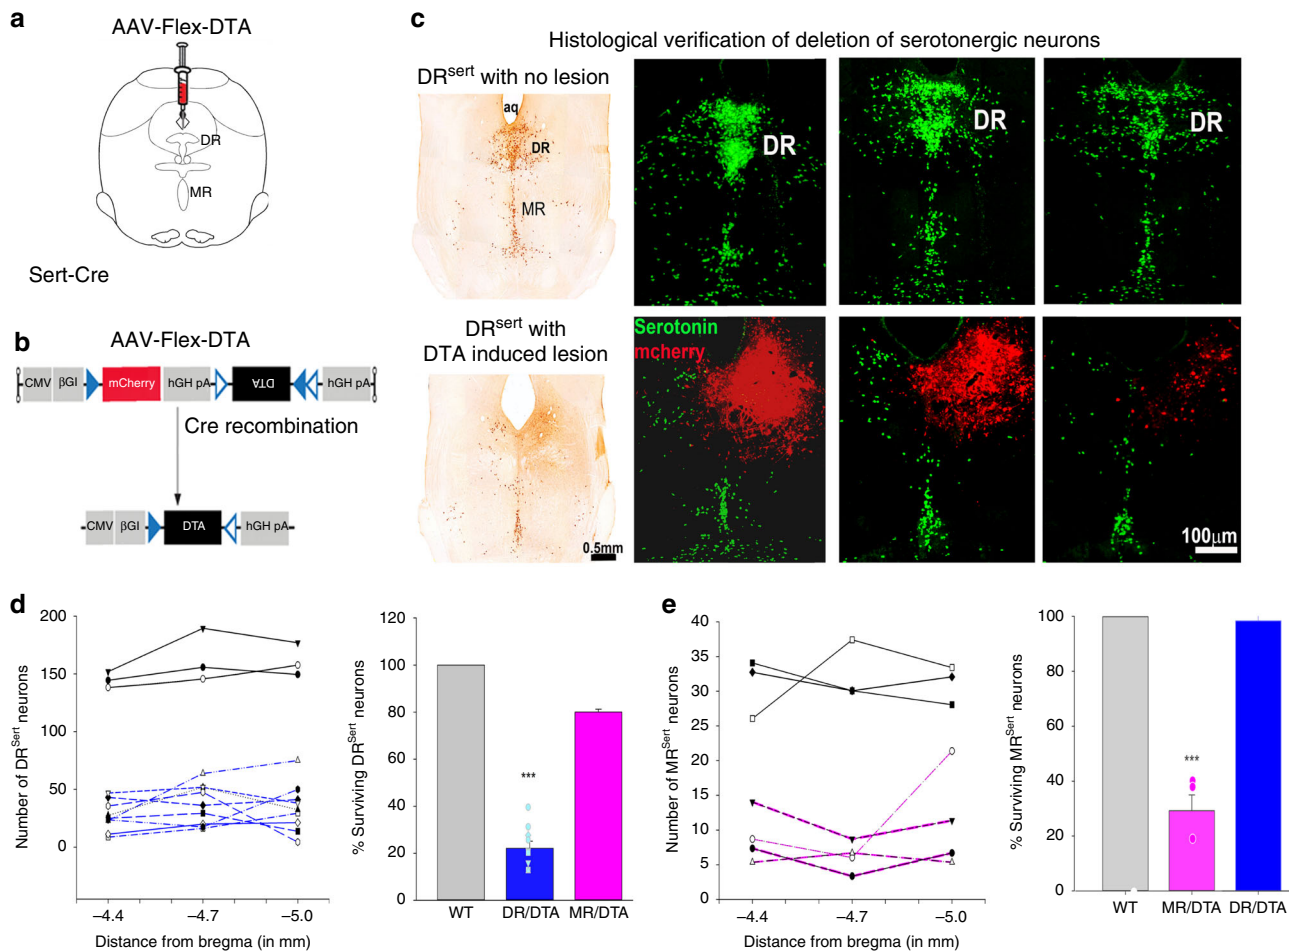 a
AAV-Flex-DTA
DR
MR
Sert-Cre
b
AAV-Flex-DTA
CMV βGI mCherry hGH pA DTA hGH pA
Cre recombination
CMV βGI DTA hGH pA
c
Histological verification of deletion of serotonergic neurons
DRsert with no lesion
aq
DR
MR
DR
DR
DR
DRsert with
DTA induced lesion
0.5mm
Serotonin
mcherry
100µm
d
Number of DRSert neurons
200
150
100
50
0
–4.4 –4.7 –5.0
Distance from bregma (in mm)
% Surviving DRSert neurons
120
100
80
60
40
20
0
***
WT DR/DTA MR/DTA
e
Number of MRSert neurons
40
35
30
25
20
15
10
5
0
–4.4 –4.7 –5.0
Distance from bregma (in mm)
% Surviving MRSert neurons
100
80
60
40
20
0
***
WT MR/DTA DR/DTA